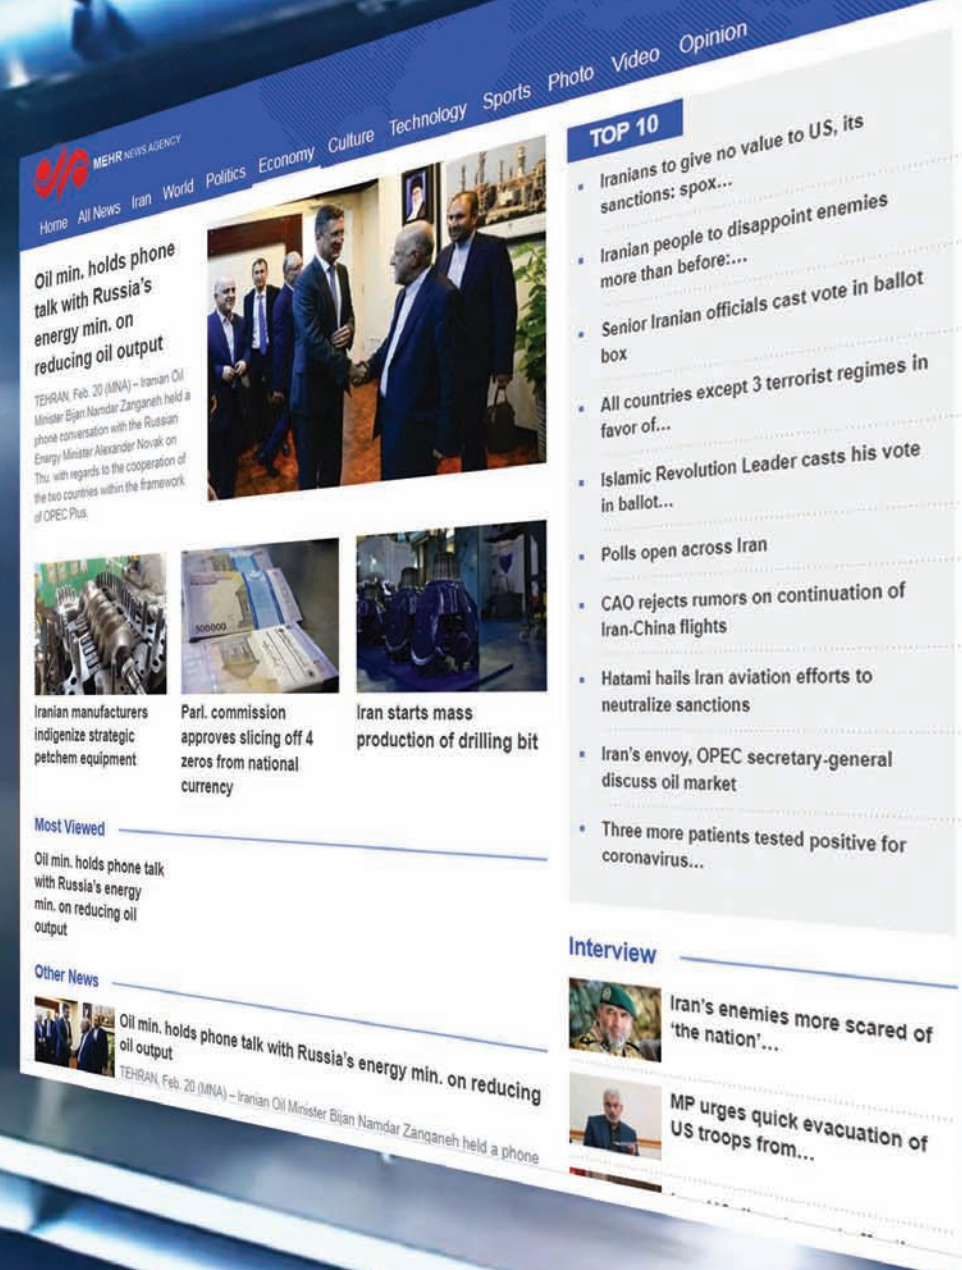 MEHR NEWS AGENCY
Home All News Iran World Politics Economy Culture Technology Sports Photo Video Opinion
Oil min. holds phone
talk with Russia's
energy min. on
reducing oil output
TEHRAN, Feb. 20 (MNA) – Iranian Oil
Minister Bijan Namdar Zanganeh held a
phone conversation with the Russian
Energy Minister Alexander Novak on
Thu. with regards to the cooperation of
the two countries within the framework
of OPEC Plus.
500000
Iranian manufacturers
indigenize strategic
petchem equipment
Parl. commission
approves slicing off 4
zeros from national
currency
Iran starts mass
production of drilling bit
Most Viewed
Oil min. holds phone talk
with Russia's energy
min. on reducing oil
output
Other News
Oil min. holds phone talk with Russia's energy min. on reducing
oil output
TEHRAN, Feb. 20 (MNA) – Iranian Oil Minister Bijan Namdar Zanganeh held a phone
TOP 10
Iranians to give no value to US, its
sanctions: spox...
Iranian people to disappoint enemies
more than before:...
Senior Iranian officials cast vote in ballot
box
All countries except 3 terrorist regimes in
favor of...
Islamic Revolution Leader casts his vote
in ballot...
Polls open across Iran
CAO rejects rumors on continuation of
Iran-China flights
Hatami hails Iran aviation efforts to
neutralize sanctions
Iran's envoy, OPEC secretary-general
discuss oil market
Three more patients tested positive for
coronavirus...
Interview
Iran's enemies more scared of
'the nation'...
MP urges quick evacuation of
US troops from...